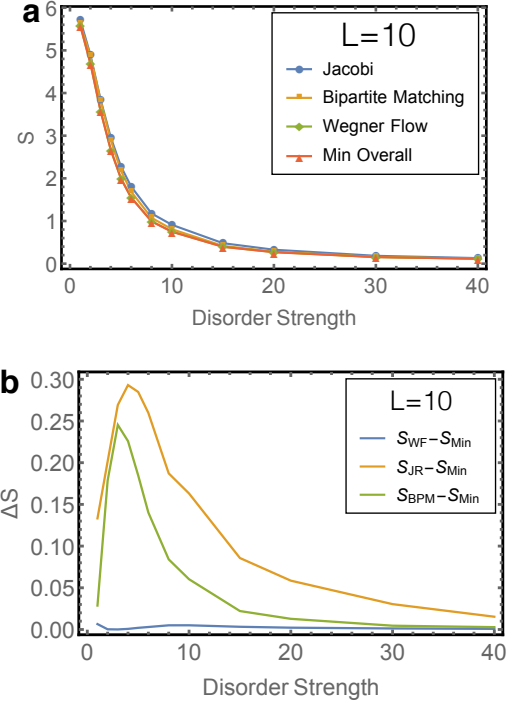 a
L=10
Jacobi
Bipartite Matching
Wegner Flow
Min Overall
S
6
5
4
3
2
1
0
0 10 20 30 40
Disorder Strength
b
L=10
S_WF−S_Min
S_JR−S_Min
S_BPM−S_Min
ΔS
0.30
0.25
0.20
0.15
0.10
0.05
0.00
0 10 20 30 40
Disorder Strength